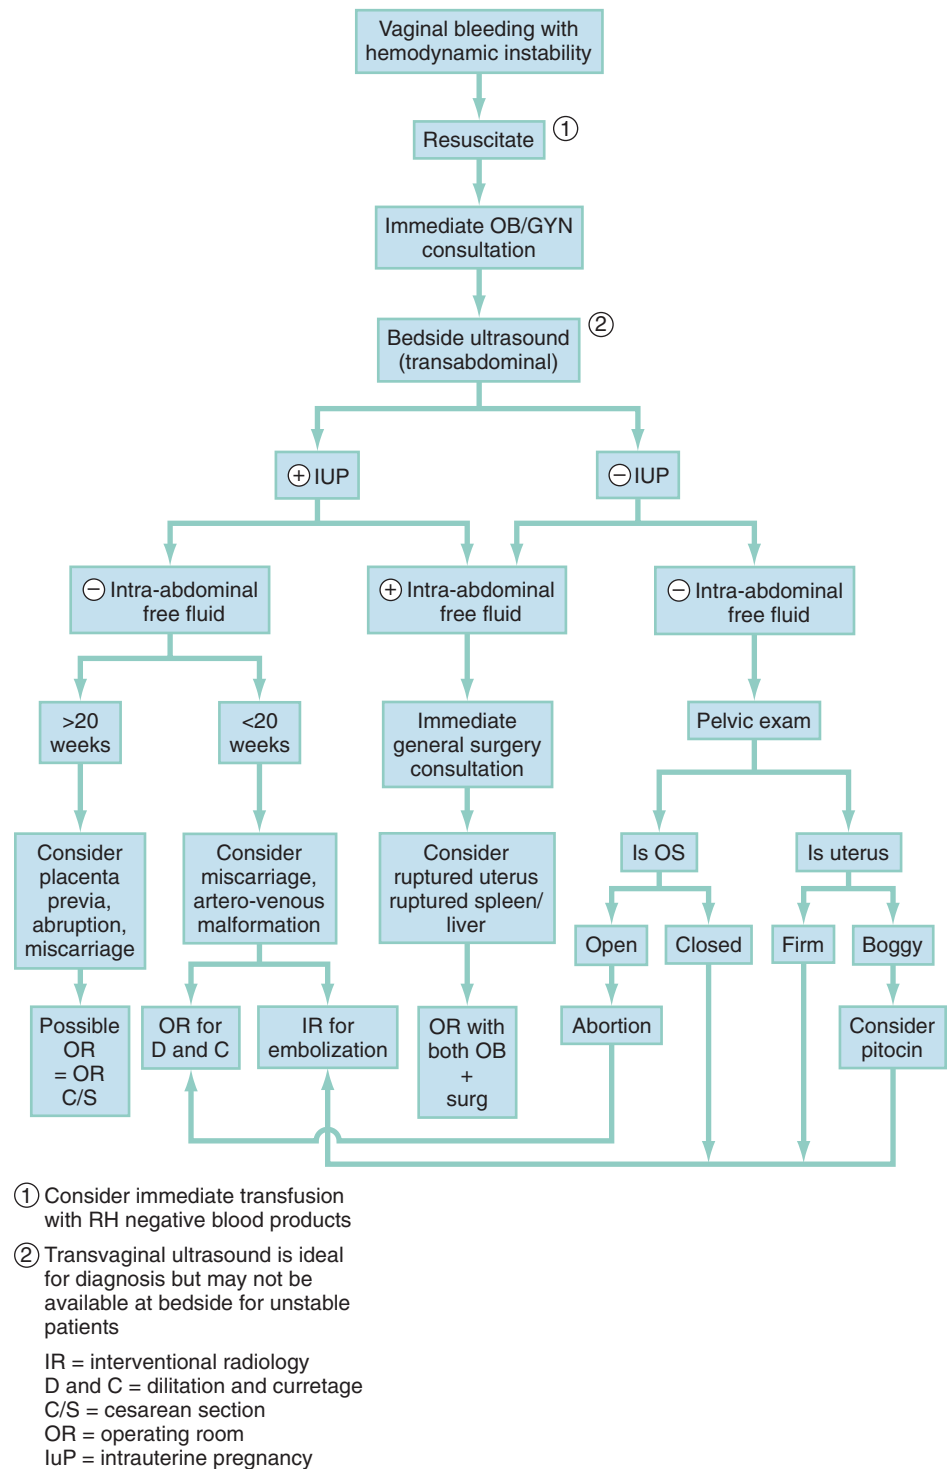 Vaginal bleeding with
hemodynamic instability
Resuscitate
1
Immediate OB/GYN
consultation
Bedside ultrasound
(transabdominal)
2
+ IUP
− IUP
− Intra-abdominal
free fluid
+ Intra-abdominal
free fluid
− Intra-abdominal
free fluid
>20
weeks
<20
weeks
Immediate
general surgery
consultation
Pelvic exam
Consider
placenta
previa,
abruption,
miscarriage
Consider
miscarriage,
artero-venous
malformation
Consider
ruptured uterus
ruptured spleen/
liver
Is OS
Is uterus
Open
Closed
Firm
Boggy
Possible
OR
= OR
C/S
OR for
D and C
IR for
embolization
OR with
both OB
+
surg
Abortion
Consider
pitocin
1 Consider immediate transfusion
with RH negative blood products
2 Transvaginal ultrasound is ideal
for diagnosis but may not be
available at bedside for unstable
patients
IR = interventional radiology
D and C = dilitation and curretage
C/S = cesarean section
OR = operating room
IuP = intrauterine pregnancy